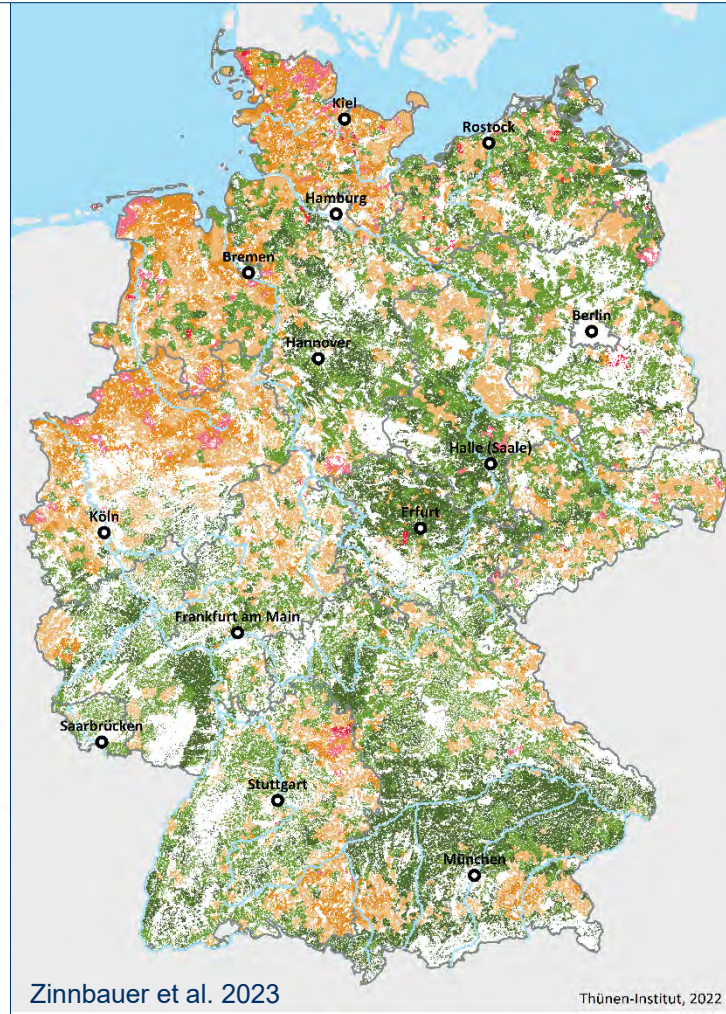 Kiel
Rostock
Hamburg
Bremen
Berlin
Hannover
Halle (Saale)
Köln
Erfurt
Frankfurt am Main
Saarbrücken
Stuttgart
München
Zinnbauer et al. 2023
Thünen-Institut, 2022